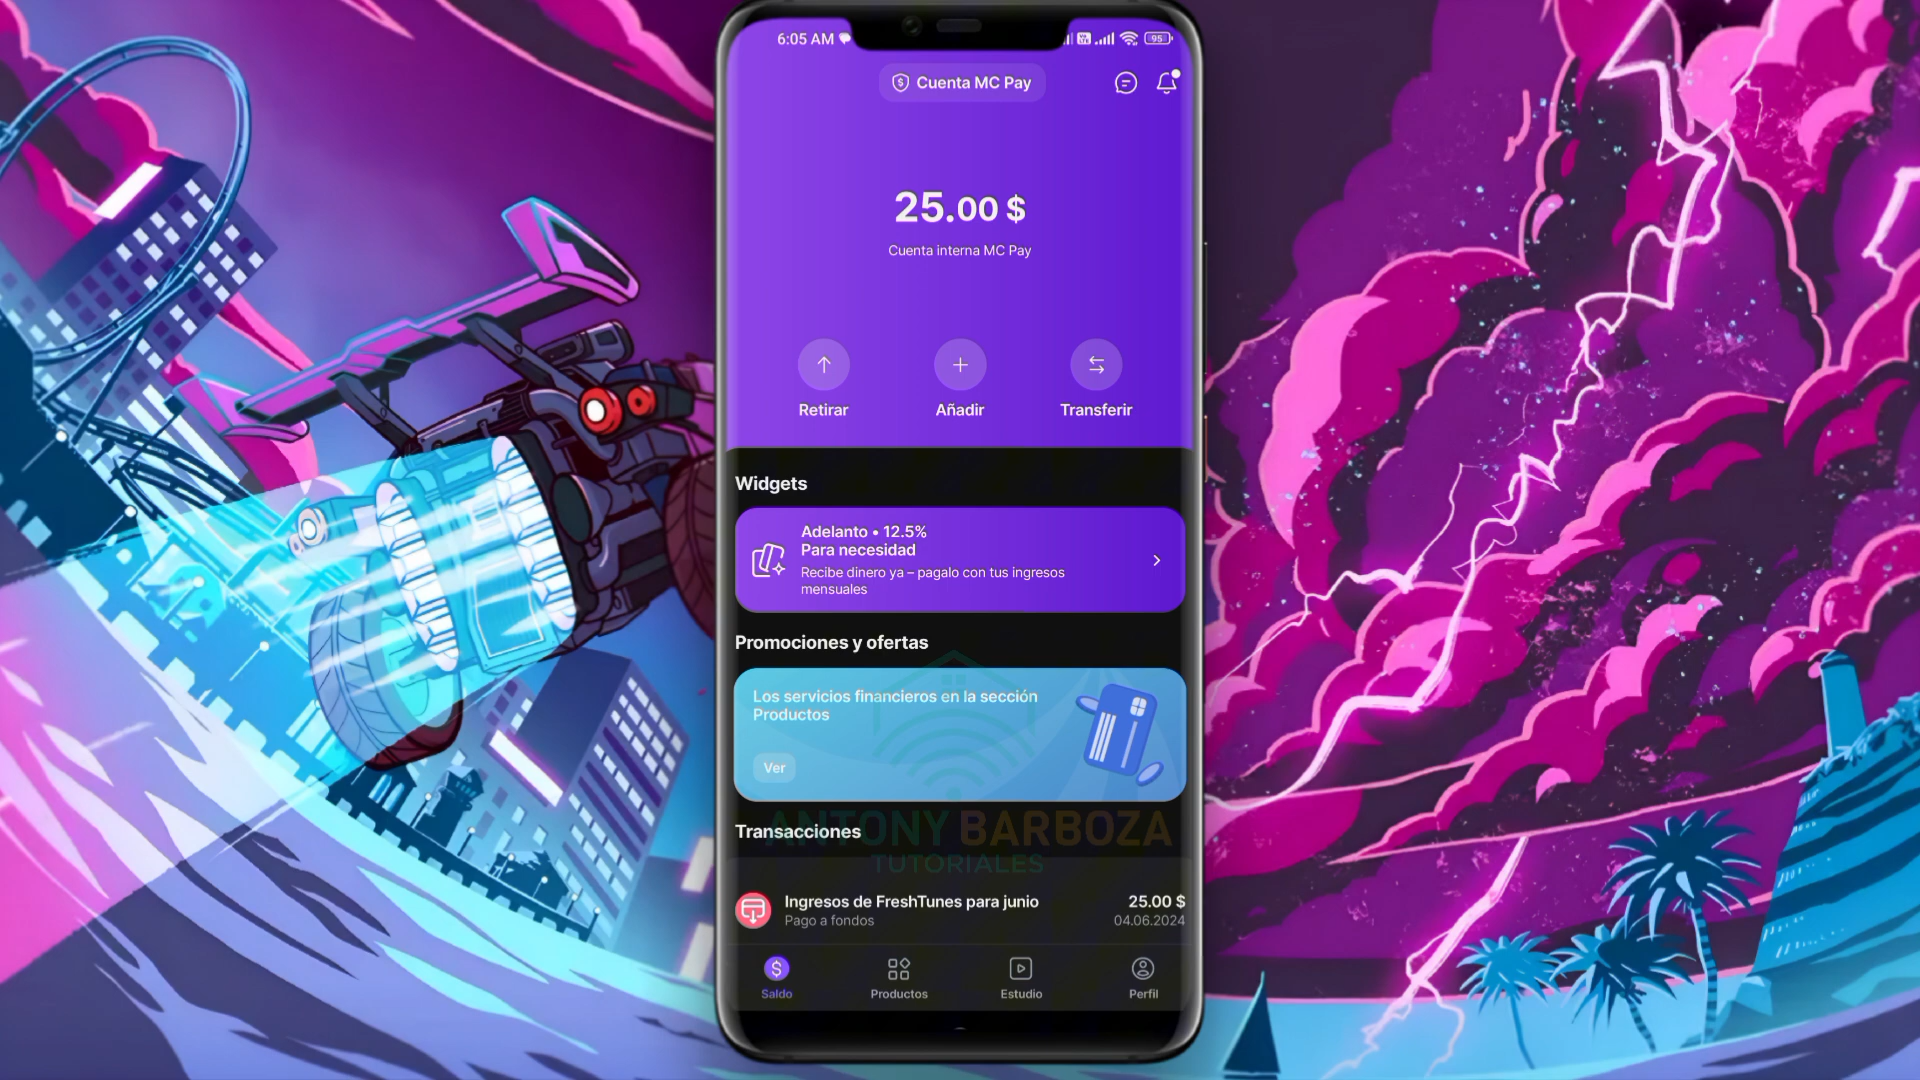 6:05 AM
95
Cuenta MC Pay
25.00 $
Cuenta interna MC Pay
Retirar
Añadir
Transferir
Widgets
Adelanto • 12.5%
Para necesidad
Recibe dinero ya – pagalo con tus ingresos
mensuales
Promociones y ofertas
Los servicios financieros en la sección
Productos
Ver
Transacciones
ANTONY BARBOZA
TUTORIALES
Ingresos de FreshTunes para junio
25.00 $
Pago a fondos
04.06.2024
Saldo
Productos
Estudio
Perfil